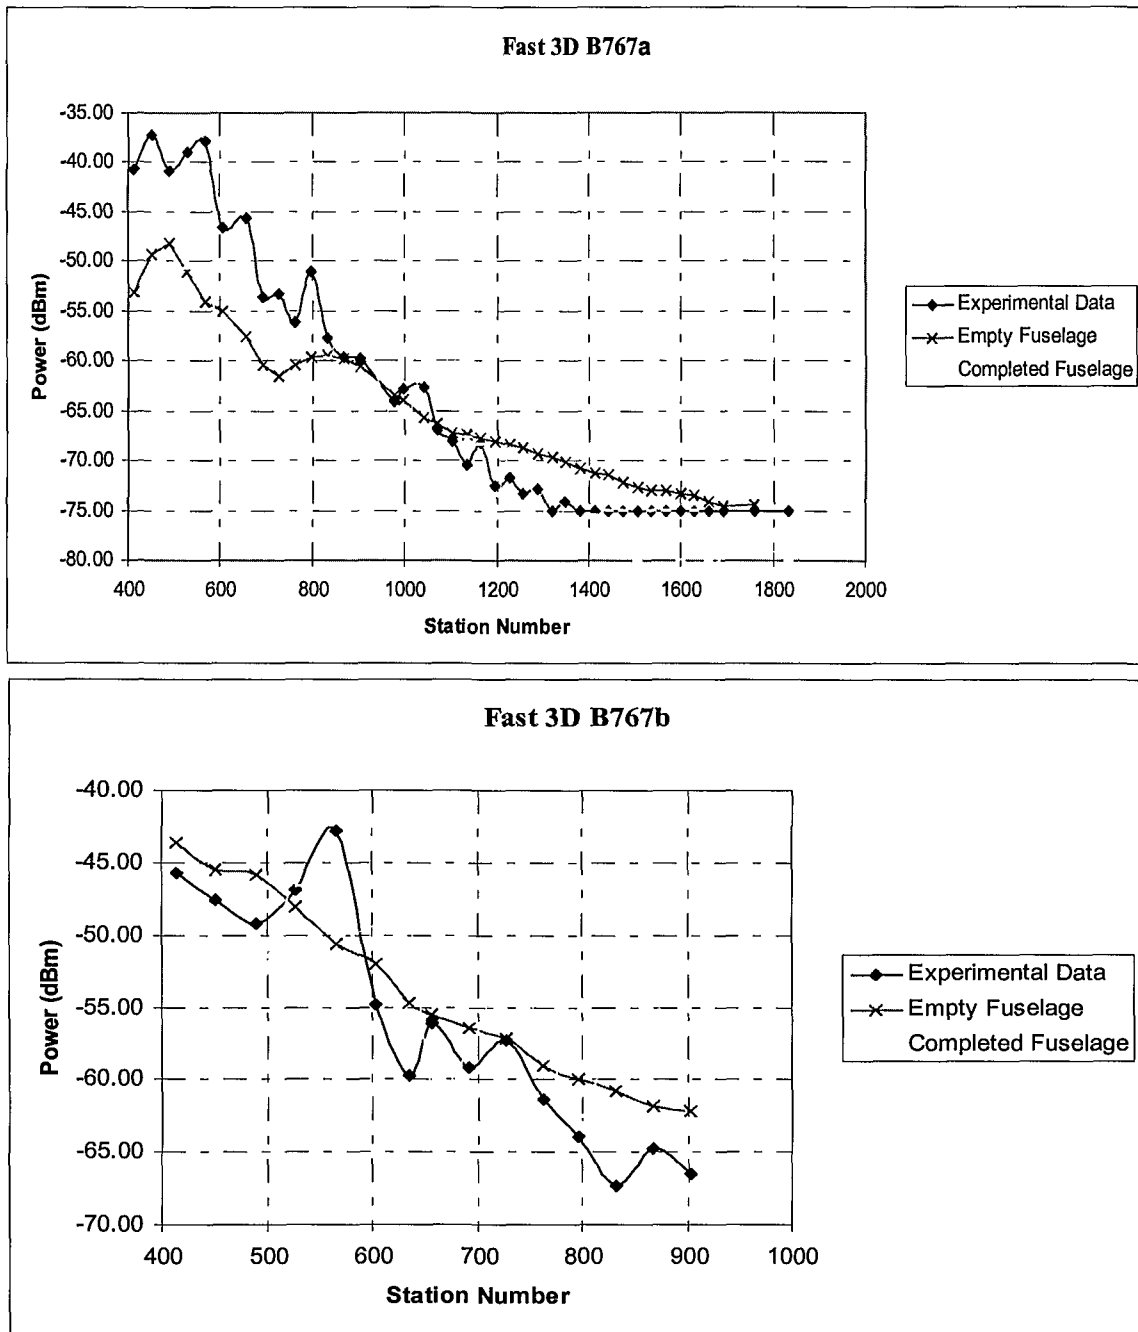 Fast 3D B767a
-35.00
-40.00
-45.00
-50.00
-55.00
-60.00
-65.00
-70.00
-75.00
-80.00
Power (dBm)
400 600 800 1000 1200 1400 1600 1800 2000
Station Number
Experimental Data
Empty Fuselage
Completed Fuselage
Fast 3D B767b
-40.00
-45.00
-50.00
-55.00
-60.00
-65.00
-70.00
Power (dBm)
400 500 600 700 800 900 1000
Station Number
Experimental Data
Empty Fuselage
Completed Fuselage